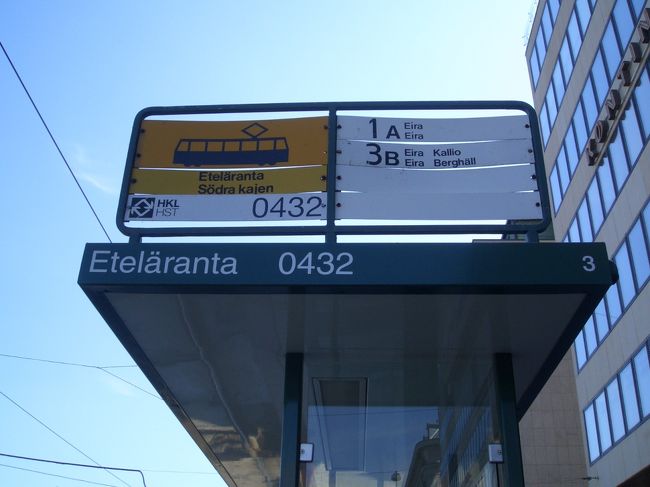 Eteläranta
Södra kajen
HKL
HST
0432
1A Eira
Eira
3B Eira Kallio
Eira Berghäll
Eteläranta 0432 3